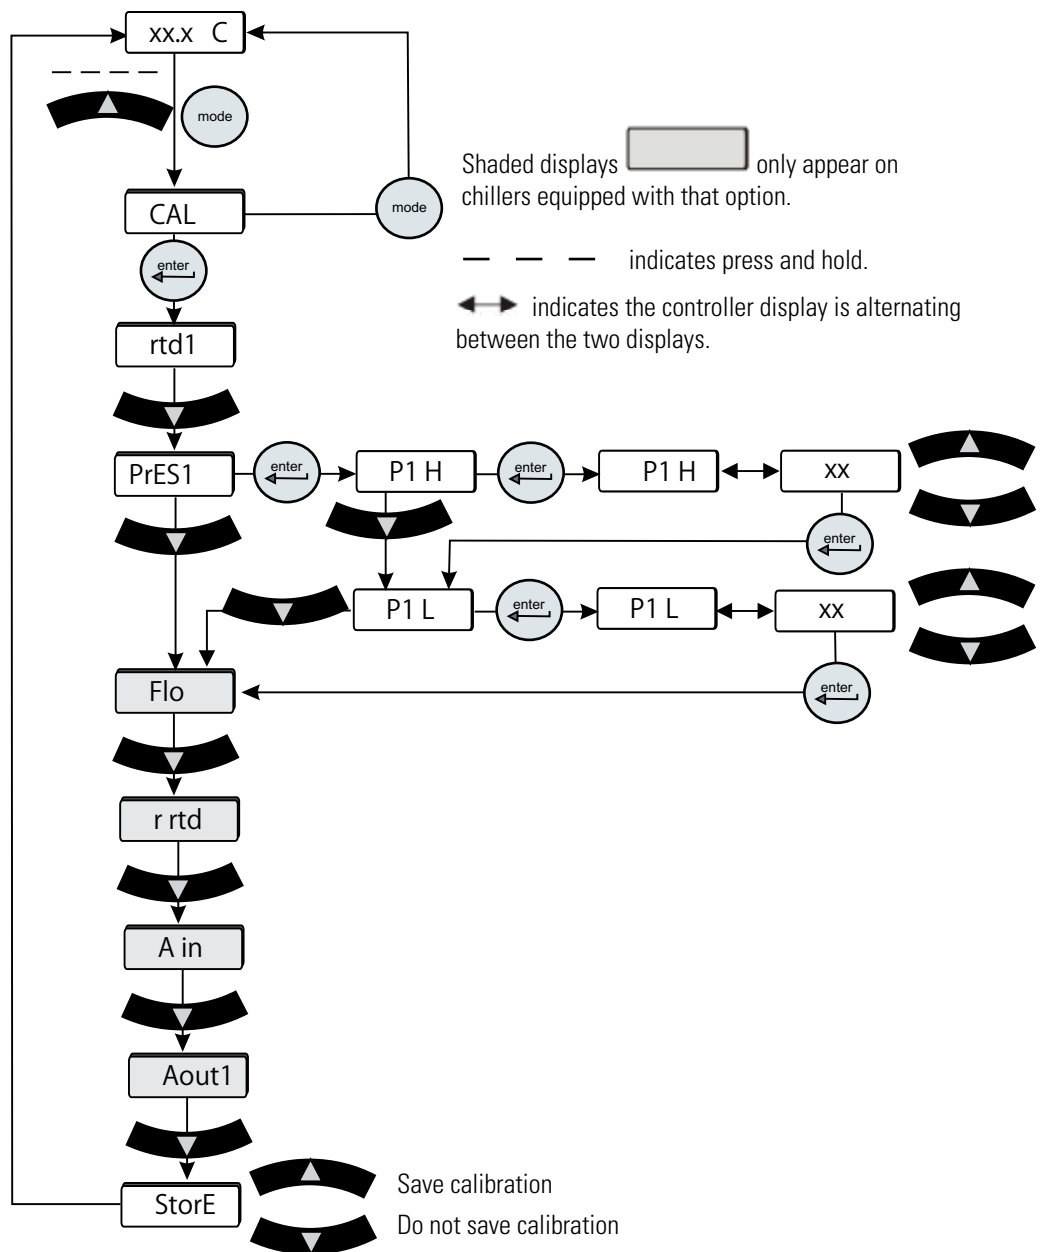 xx.x C
mode
Shaded displays only appear on
chillers equipped with that option.
CAL
mode
enter
indicates press and hold.
indicates the controller display is alternating
between the two displays.
rtd1
PrES1
enter
P1 H
enter
P1 H
xx
enter
P1 L
enter
P1 L
xx
Flo
enter
r rtd
A in
Aout1
StorE
Save calibration
Do not save calibration